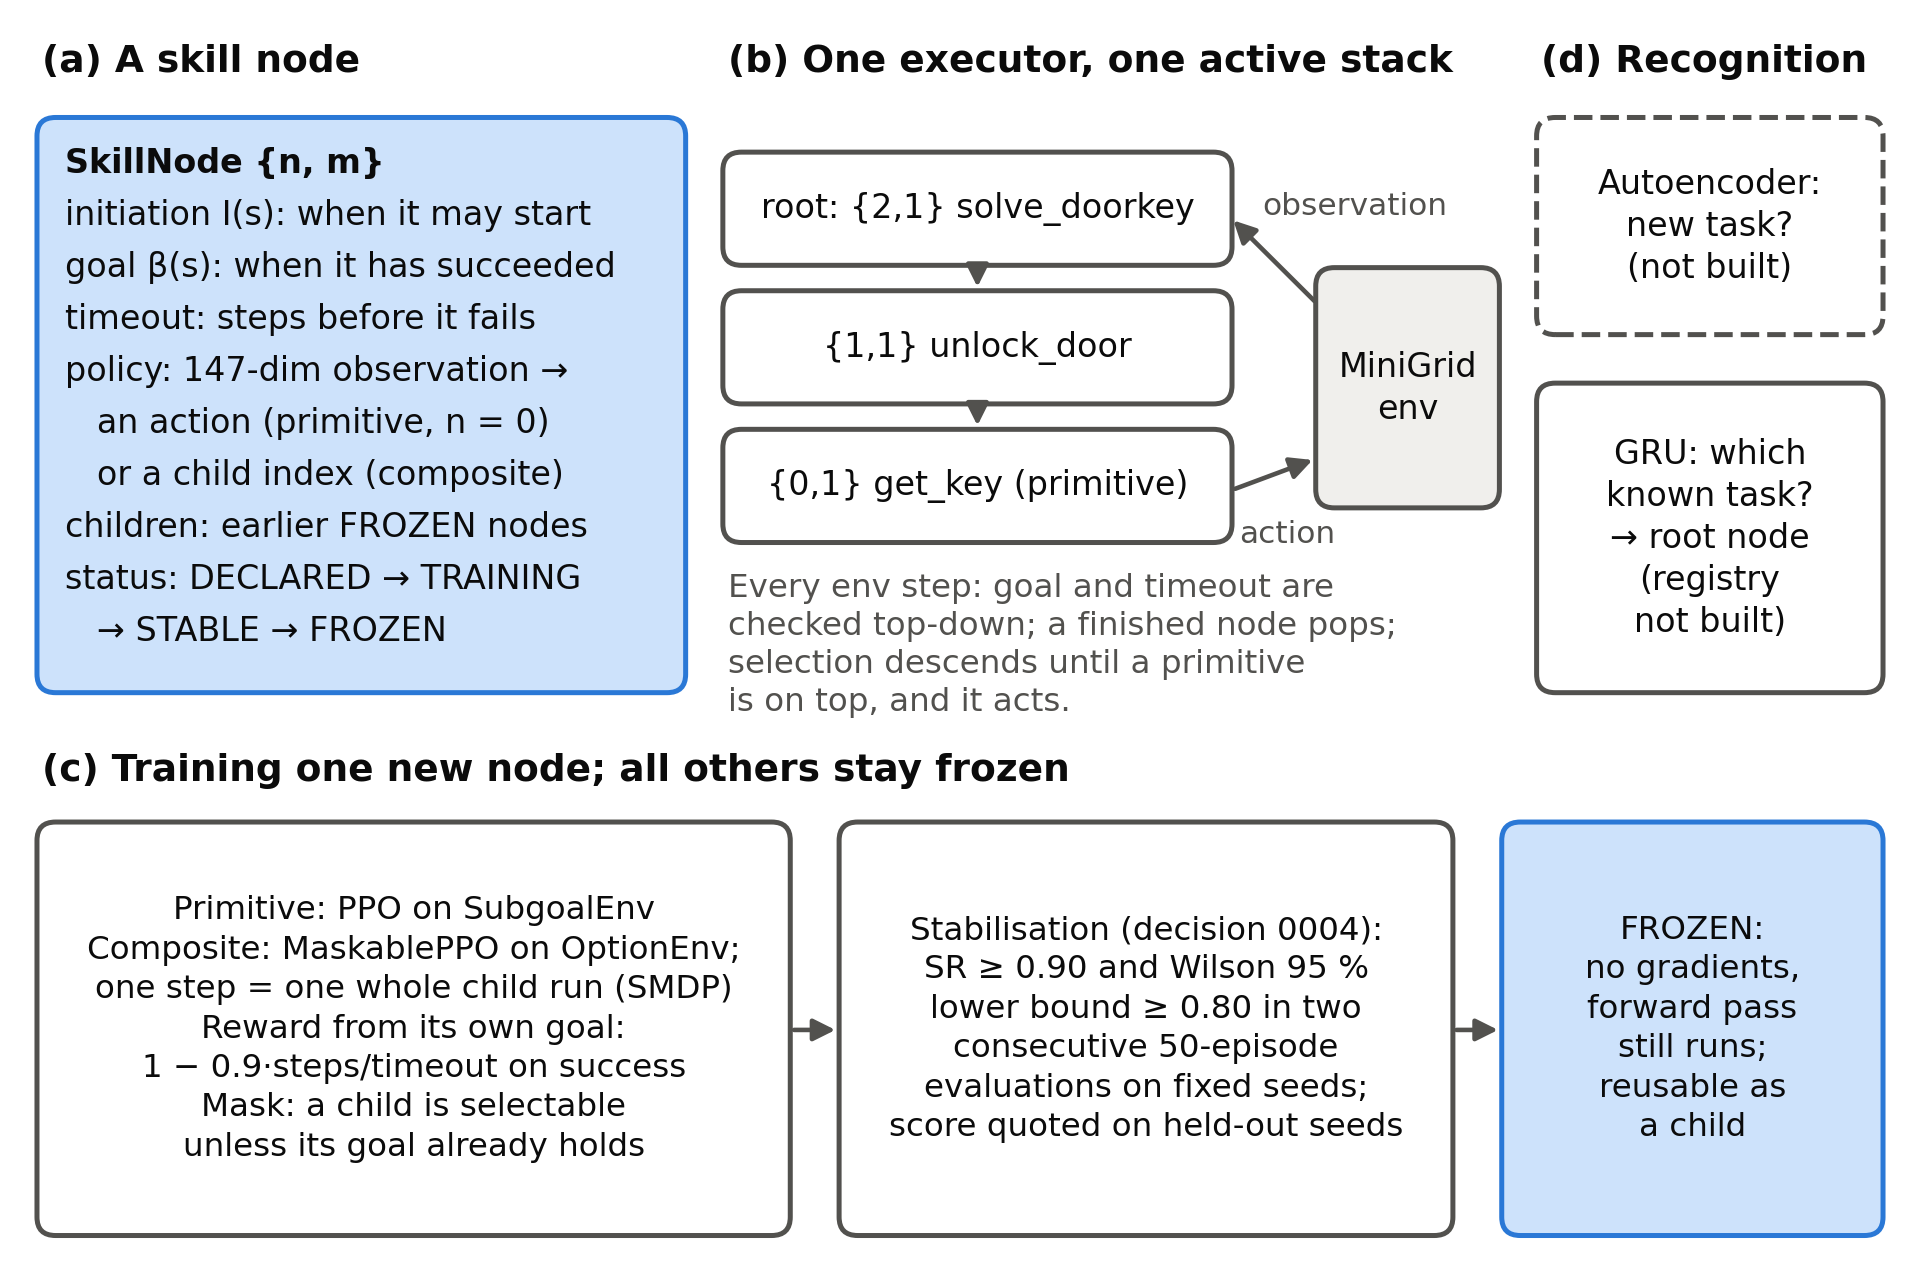 (a) A skill node
SkillNode {n, m}
initiation I(s): when it may start
goal β(s): when it has succeeded
timeout: steps before it fails
policy: 147-dim observation →
an action (primitive, n = 0)
or a child index (composite)
children: earlier FROZEN nodes
status: DECLARED → TRAINING
→ STABLE → FROZEN
(b) One executor, one active stack
root: {2,1} solve_doorkey
{1,1} unlock_door
{0,1} get_key (primitive)
observation
MiniGrid
env
action
Every env step: goal and timeout are
checked top-down; a finished node pops;
selection descends until a primitive
is on top, and it acts.
(d) Recognition
Autoencoder:
new task?
(not built)
GRU: which
known task?
→ root node
(registry
not built)
(c) Training one new node; all others stay frozen
Primitive: PPO on SubgoalEnv
Composite: MaskablePPO on OptionEnv;
one step = one whole child run (SMDP)
Reward from its own goal:
1 − 0.9·steps/timeout on success
Mask: a child is selectable
unless its goal already holds
Stabilisation (decision 0004):
SR ≥ 0.90 and Wilson 95 %
lower bound ≥ 0.80 in two
consecutive 50-episode
evaluations on fixed seeds;
score quoted on held-out seeds
FROZEN:
no gradients,
forward pass
still runs;
reusable as
a child